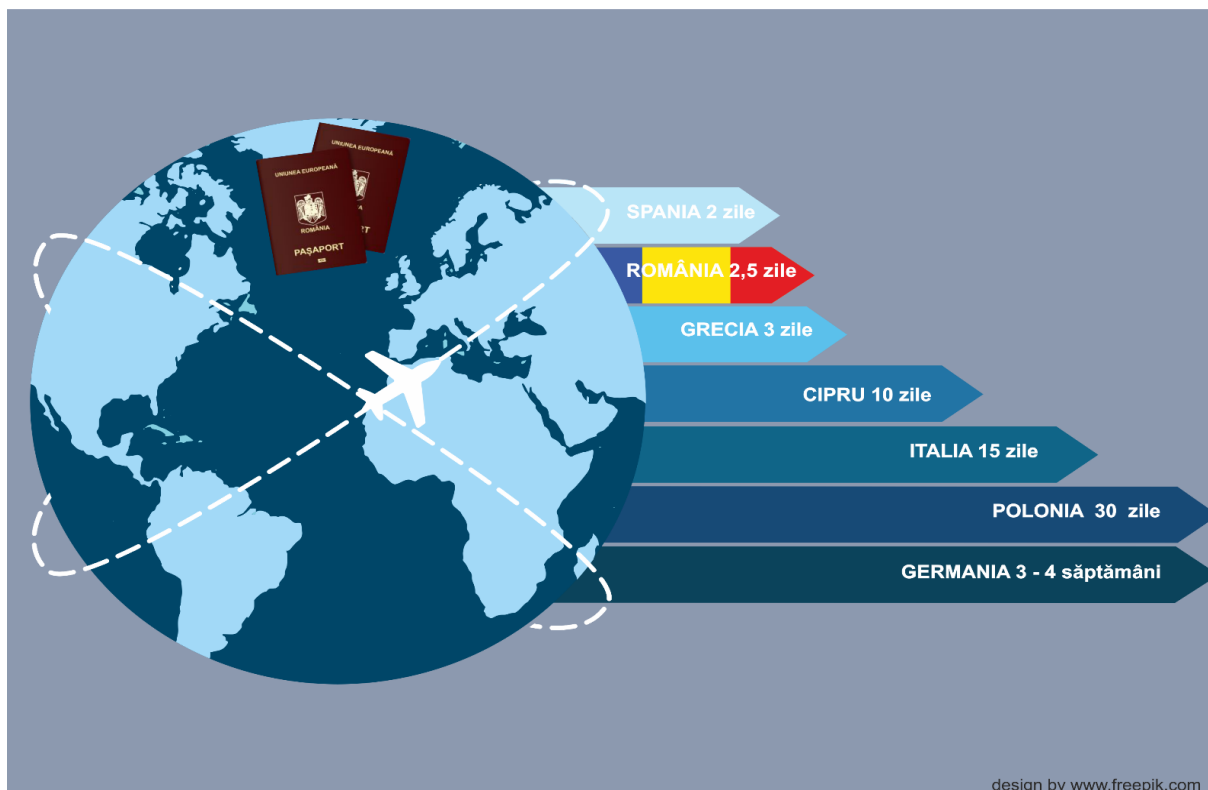 UNIUNEA EUROPEANĂ
UNIUNEA EUROPEANĂ
ROMÂNIA
PAȘAPORT
SPANIA 2 zile
ROMÂNIA 2,5 zile
GRECIA 3 zile
CIPRU 10 zile
ITALIA 15 zile
POLONIA 30 zile
GERMANIA 3 - 4 săptămâni
design by www.freepik.com